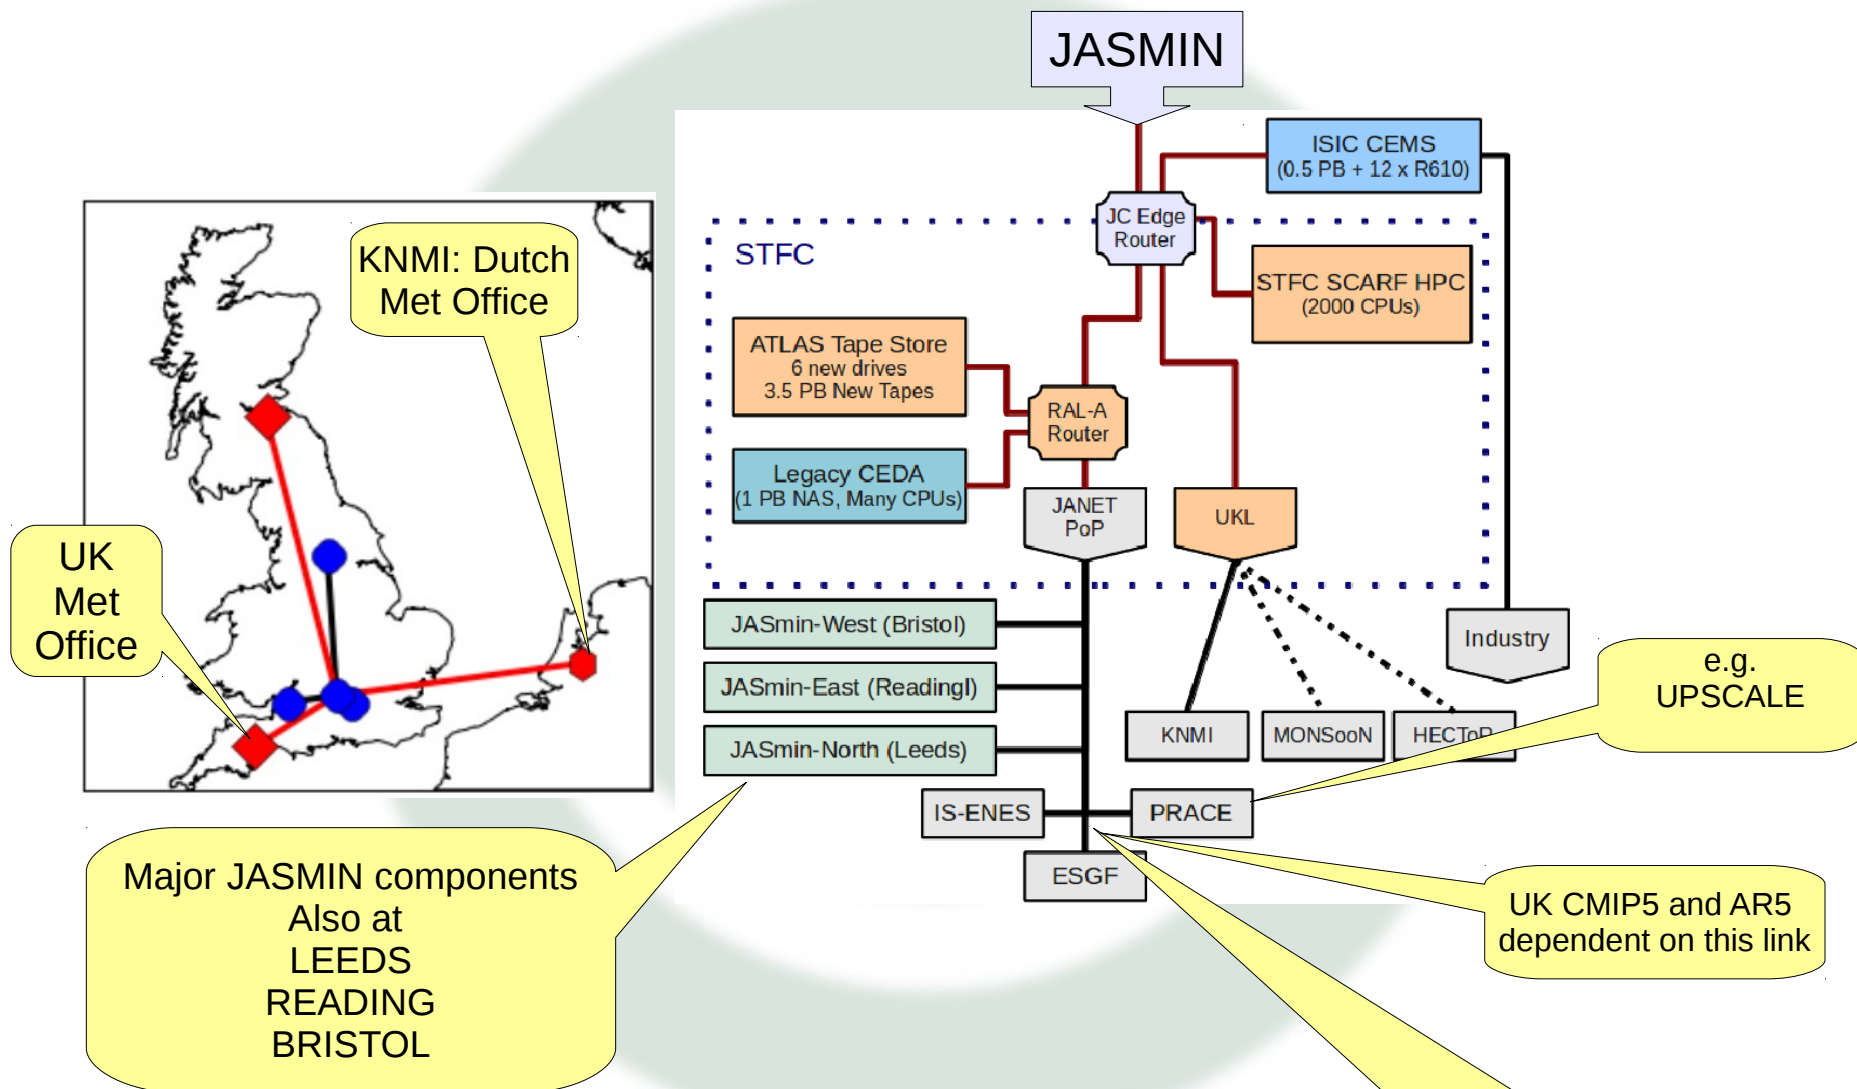 JASMIN
ISIC CEMS
(0.5 PB + 12 x R610)
JC Edge
Router
STFC
STFC SCARF HPC
(2000 CPUs)
KNMI: Dutch
Met Office
ATLAS Tape Store
6 new drives
3.5 PB New Tapes
RAL-A
Router
Legacy CEDA
(1 PB NAS, Many CPUs)
JANET
PoP
UKL
UK
Met
Office
JASmin-West (Bristol)
JASmin-East (Readingl)
JASmin-North (Leeds)
Industry
e.g.
UPSCALE
KNMI
MONSooN
HECToR
IS-ENES
PRACE
ESGF
Major JASMIN components
Also at
LEEDS
READING
BRISTOL
UK CMIP5 and AR5
dependent on this link